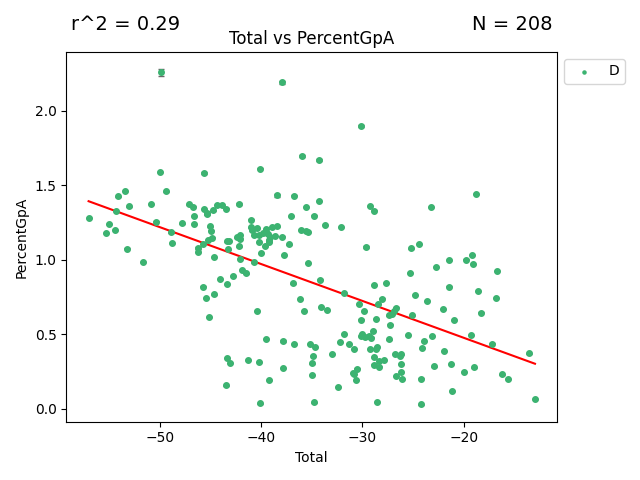 r^2 = 0.29 N = 208
Total vs PercentGpA
D
2.0
1.5
1.0
0.5
0.0
PercentGpA
−50 −40 −30 −20
Total